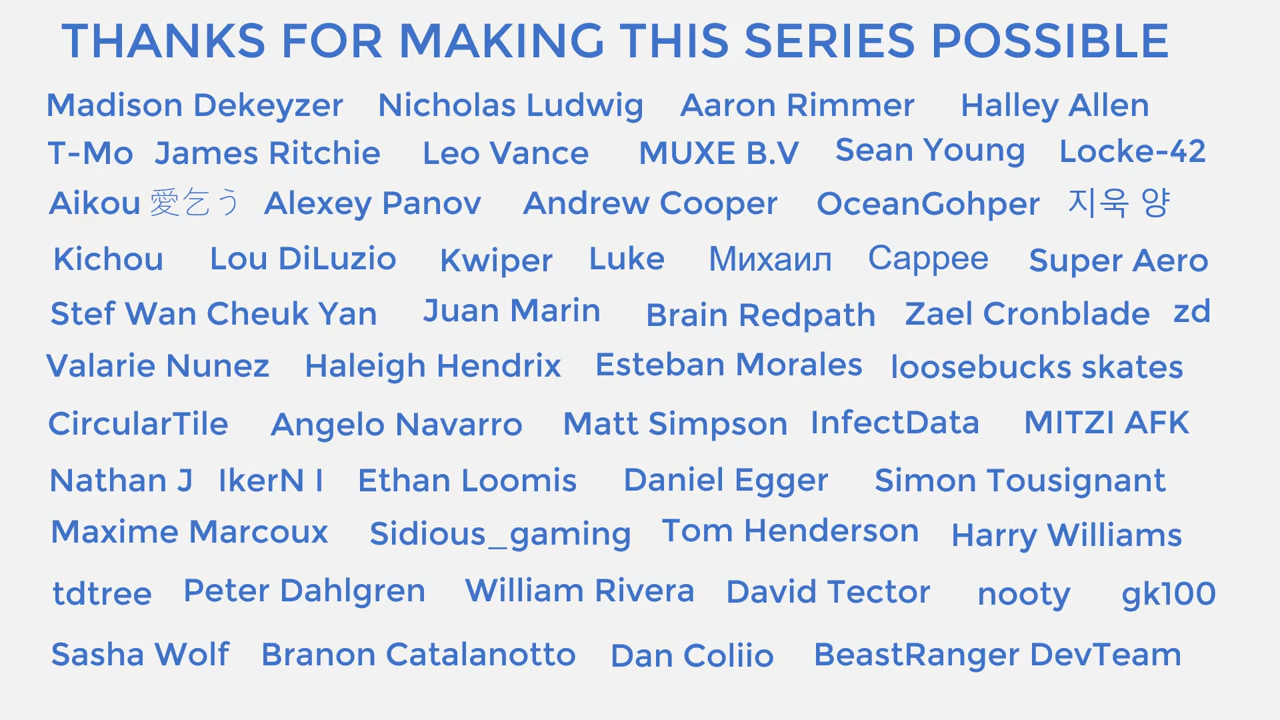 THANKS FOR MAKING THIS SERIES POSSIBLE
Madison Dekeyzer Nicholas Ludwig Aaron Rimmer Halley Allen
T-Mo James Ritchie Leo Vance MUXE B.V Sean Young Locke-42
Aikou 愛乞う Alexey Panov Andrew Cooper OceanGohper 지욱 양
Kichou Lou DiLuzio Kwiper Luke Михаил Саррее Super Aero
Stef Wan Cheuk Yan Juan Marin Brain Redpath Zael Cronblade zd
Valarie Nunez Haleigh Hendrix Esteban Morales loosebucks skates
CircularTile Angelo Navarro Matt Simpson InfectData MITZI AFK
Nathan J IkerN I Ethan Loomis Daniel Egger Simon Tousignant
Maxime Marcoux Sidious_gaming Tom Henderson Harry Williams
tdtree Peter Dahlgren William Rivera David Tector nooty gk100
Sasha Wolf Branon Catalanotto Dan Coliio BeastRanger DevTeam